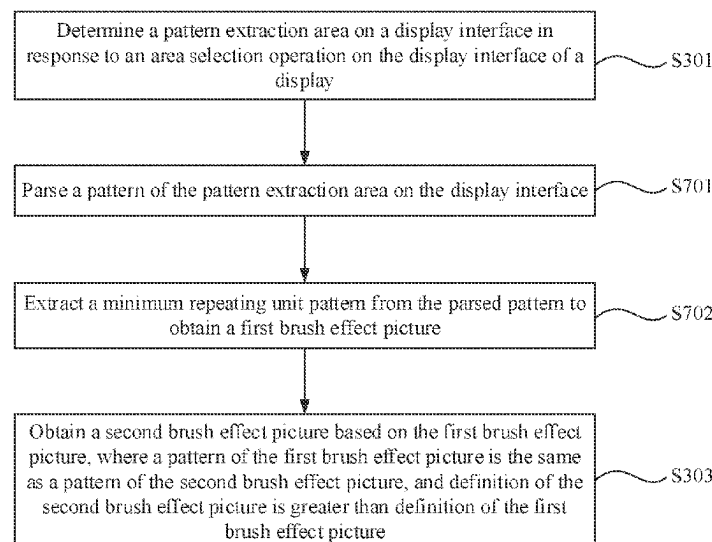 Determine a pattern extraction area on a display interface in
response to an area selection operation on the display interface of a
display
S301
Parse a pattern of the pattern extraction area on the display interface
S701
Extract a minimum repeating unit pattern from the parsed pattern to
obtain a first brush effect picture
S702
Obtain a second brush effect picture based on the first brush effect
picture, where a pattern of the first brush effect picture is the same
as a pattern of the second brush effect picture, and definition of the
second brush effect picture is greater than definition of the first
brush effect picture
S303